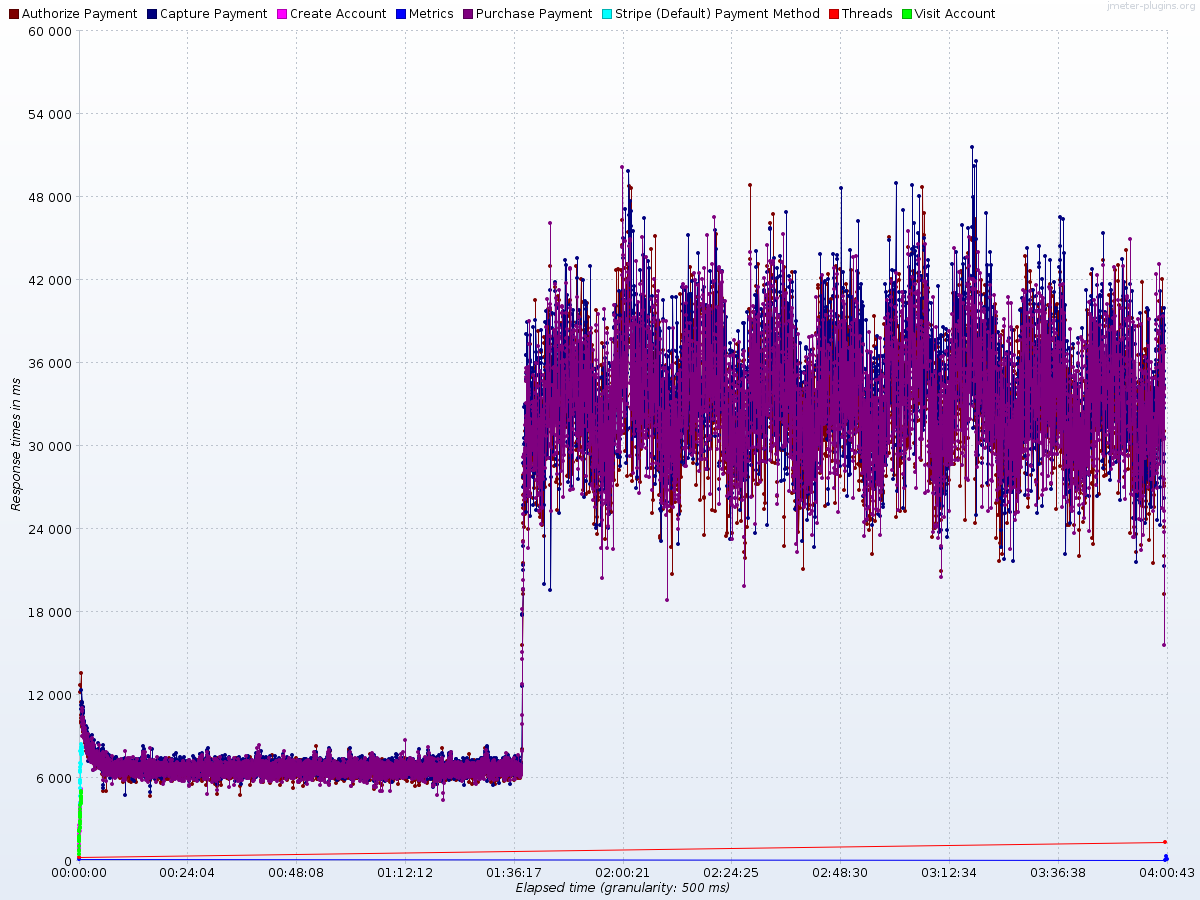 Authorize Payment Capture Payment Create Account Metrics Purchase Payment Stripe (Default) Payment Method Threads Visit Account
jmeter-plugins.org
60 000
54 000
48 000
42 000
36 000
30 000
24 000
18 000
12 000
6 000
0
Response times in ms
00:00:00 00:24:04 00:48:08 01:12:12 01:36:17 02:00:21 02:24:25 02:48:30 03:12:34 03:36:38 04:00:43
Elapsed time (granularity: 500 ms)